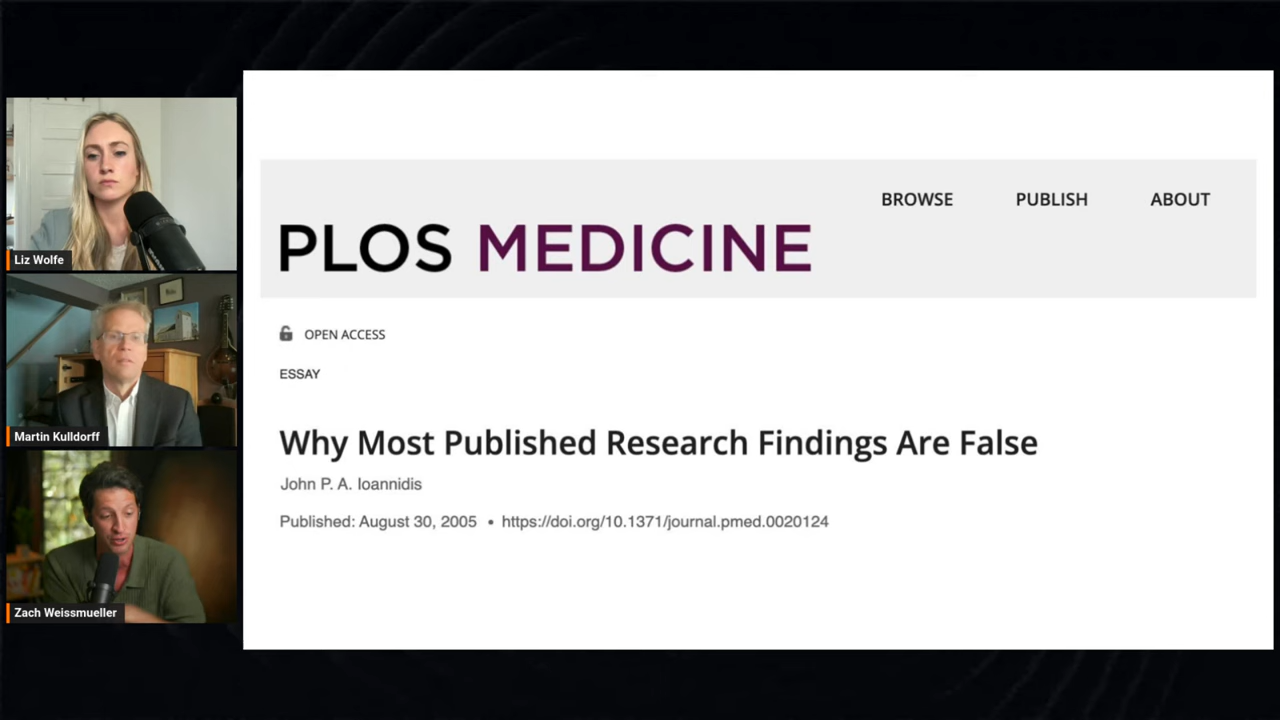 Liz Wolfe
Martin Kulldorff
Zach Weissmueller
BROWSE PUBLISH ABOUT
PLOS MEDICINE
OPEN ACCESS
ESSAY
Why Most Published Research Findings Are False
John P. A. Ioannidis
Published: August 30, 2005 • https://doi.org/10.1371/journal.pmed.0020124